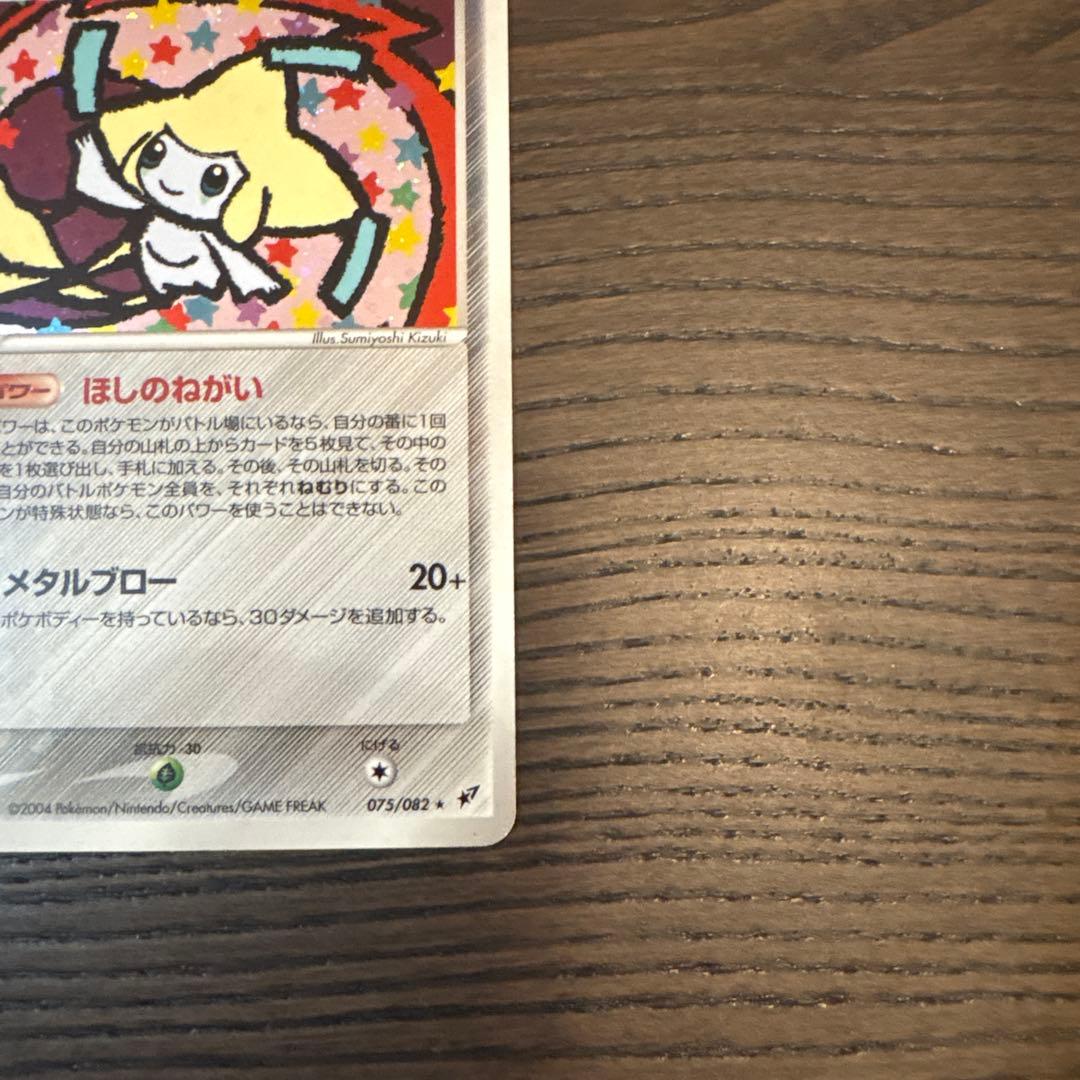 Illus.Sumiyoshi Kizuki
パワー ほしのねがい
ワーは、このポケモンがバトル場にいるなら、自分の番に1回
とができる。自分の山札の上からカードを5枚見て、その中の
を1枚選び出し、手札に加える。その後、その山札を切る。その
自分のバトルポケモン全員を、それぞれねむりにする。この
ンが特殊状態なら、このパワーを使うことはできない。
メタルブロー 20+
ポケボディーを持っているなら、30ダメージを追加する。
抵抗力 -30 にげる
©2004 Pokémon/Nintendo/Creatures/GAME FREAK 075/082 ★